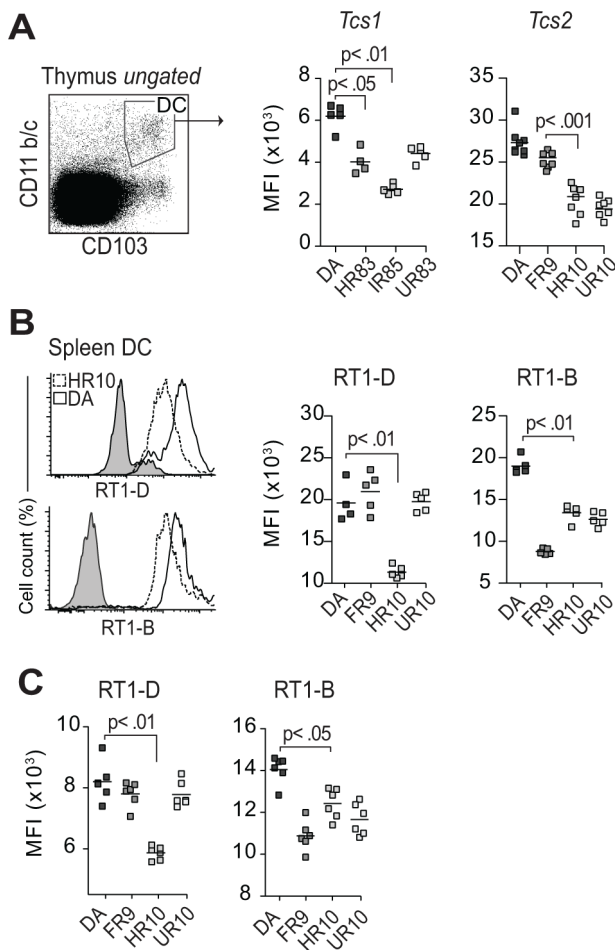 A
Thymus ungated
DC
CD11 b/c
CD103
Tcs1
p< .01
p< .05
MFI (x10³)
8
6
4
2
0
DA
HR83
IR85
UR83
Tcs2
p< .001
35
30
25
20
15
DA
FR9
HR10
UR10
B
Spleen DC
HR10
DA
RT1-D
Cell count (%)
RT1-B
RT1-D
p< .01
MFI (x10³)
30
25
20
15
10
DA
FR9
HR10
UR10
RT1-B
p< .01
25
20
15
10
5
DA
FR9
HR10
UR10
C
RT1-D
p< .01
MFI (x10³)
10
8
6
DA
FR9
HR10
UR10
RT1-B
p< .05
16
14
12
10
8
DA
FR9
HR10
UR10